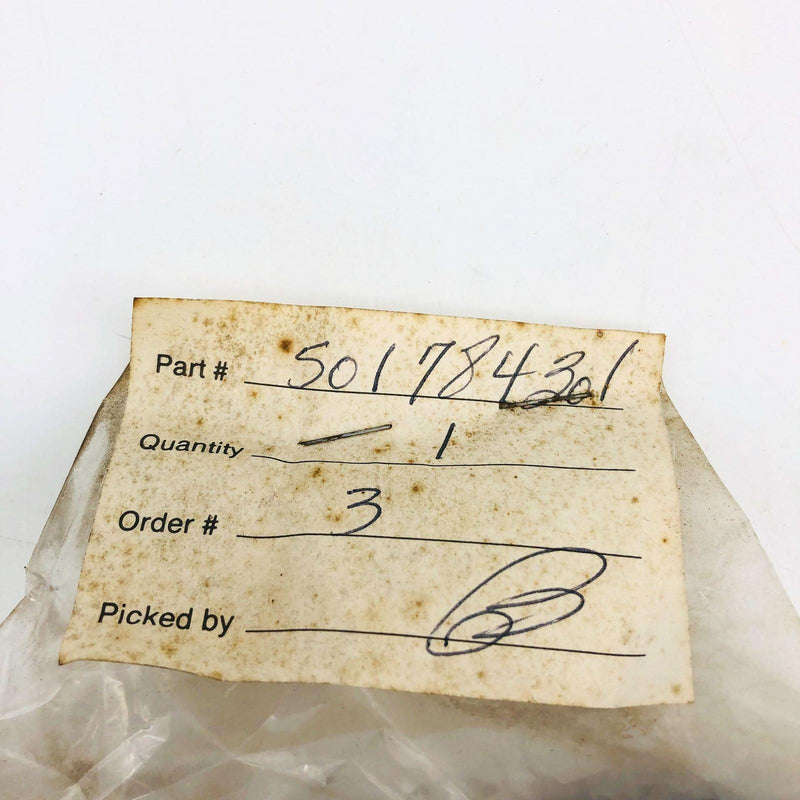 Part # 501784301
Quantity — 1
Order # 3
Picked by